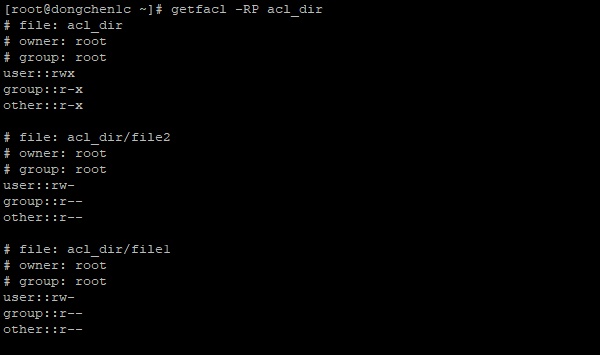 [root@dongchen1c ~]# getfacl -RP acl_dir
# file: acl_dir
# owner: root
# group: root
user::rwx
group::r-x
other::r-x

# file: acl_dir/file2
# owner: root
# group: root
user::rw-
group::r--
other::r--

# file: acl_dir/file1
# owner: root
# group: root
user::rw-
group::r--
other::r--